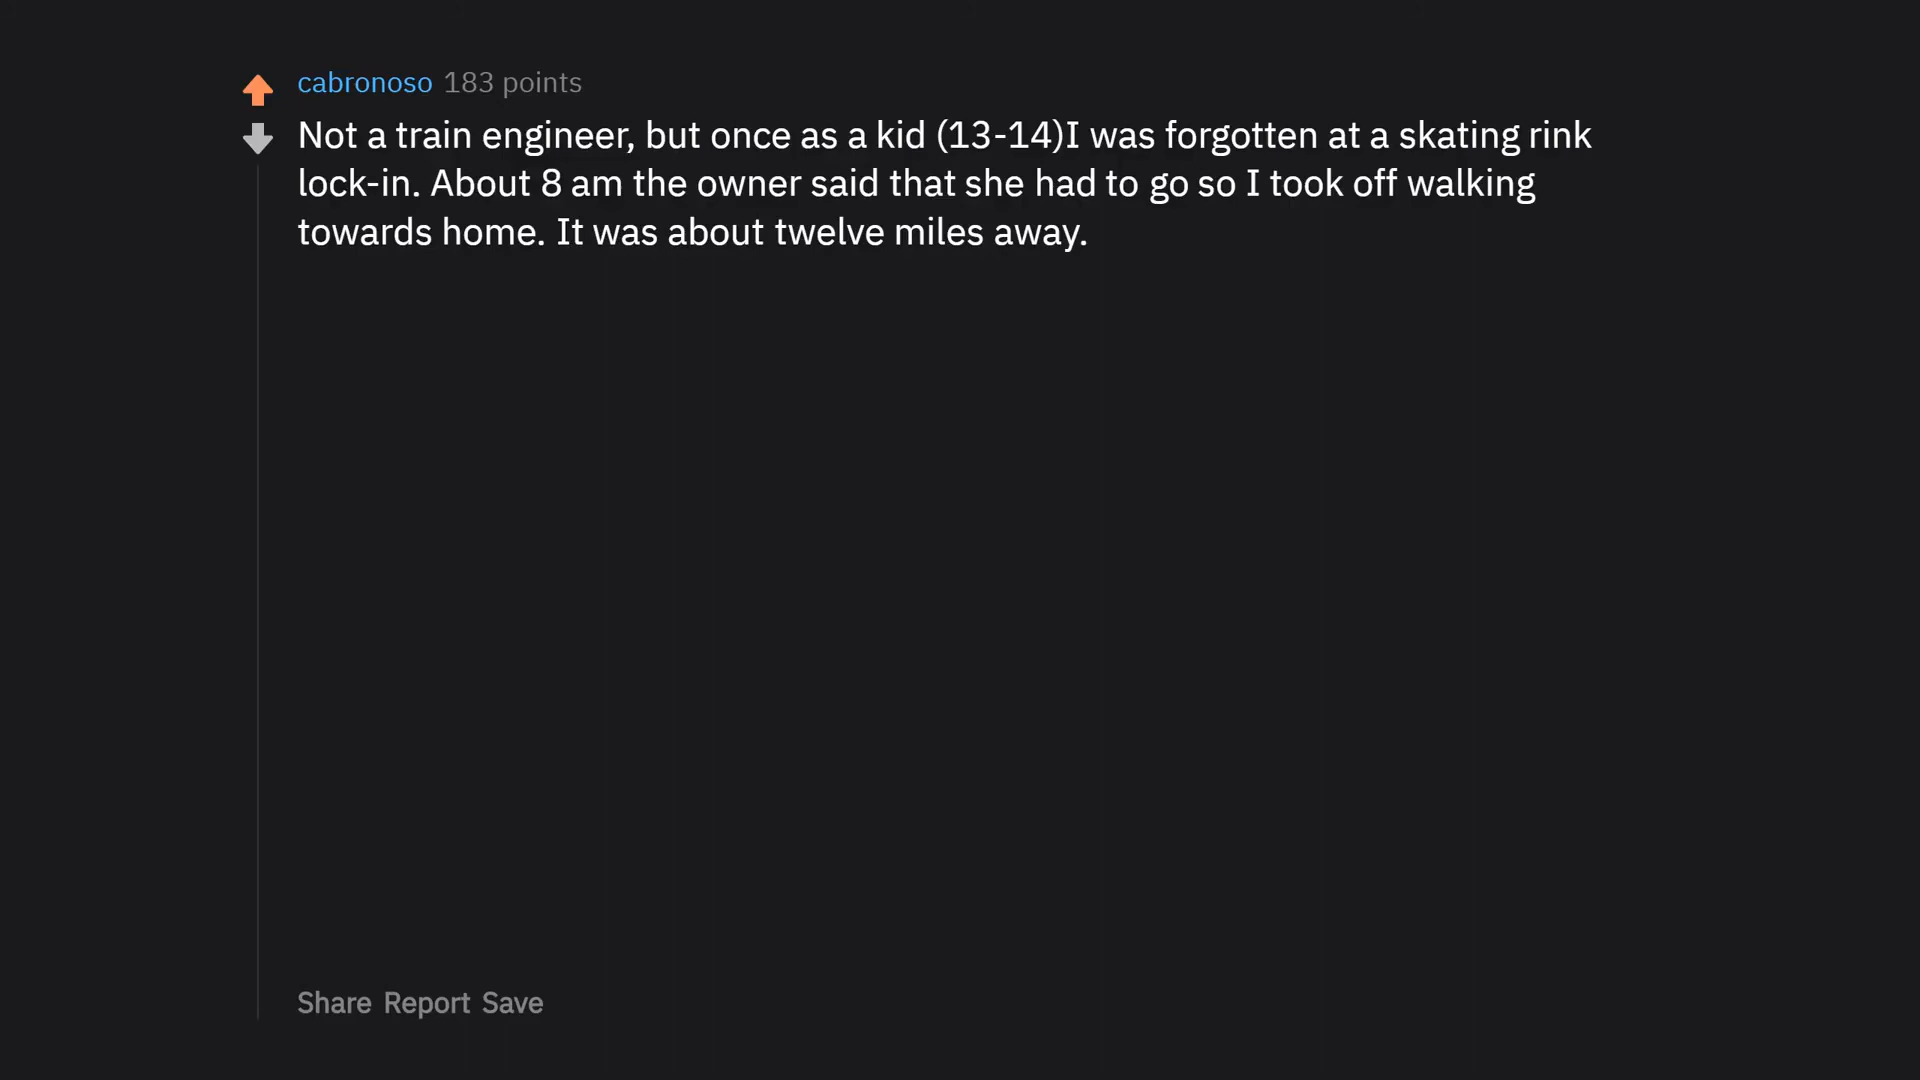 cabronoso 183 points
Not a train engineer, but once as a kid (13-14)I was forgotten at a skating rink
lock-in. About 8 am the owner said that she had to go so I took off walking
towards home. It was about twelve miles away.
Share Report Save